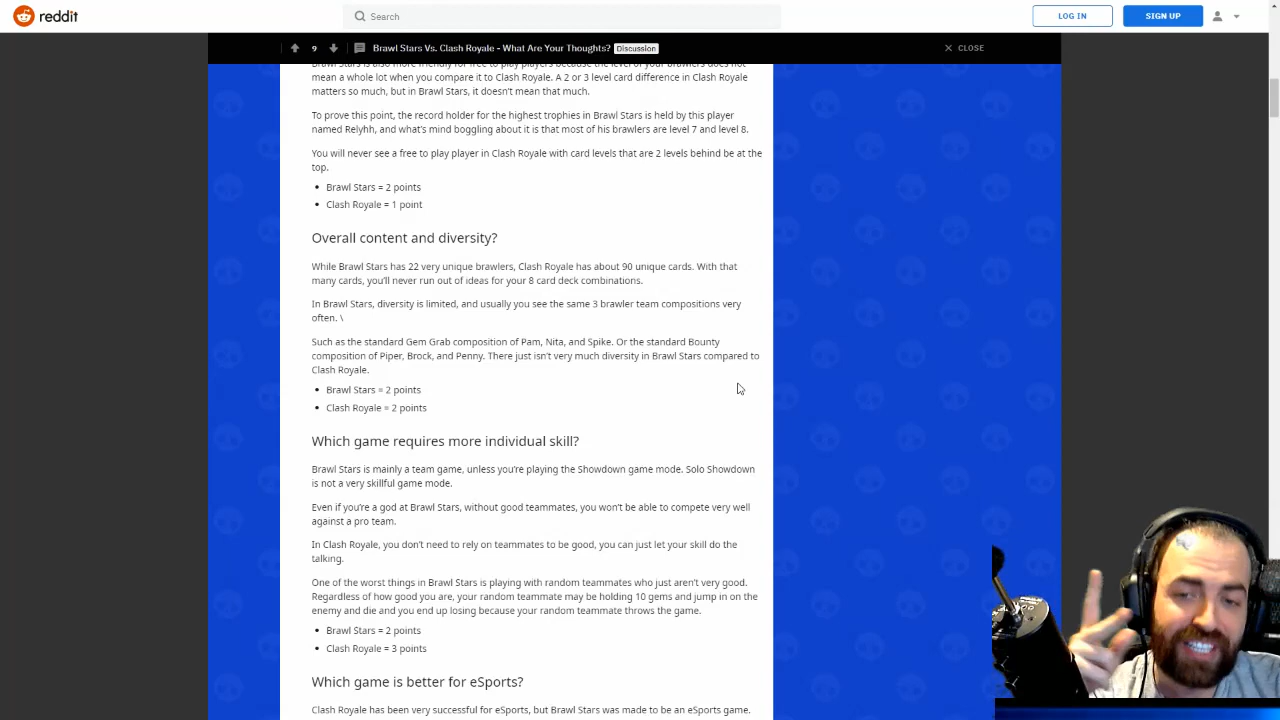 reddit
Search
LOG IN
SIGN UP
9
Brawl Stars Vs. Clash Royale - What Are Your Thoughts? Discussion
CLOSE
Brawl Stars is also more friendly for free to play players because the level of your brawlers does not
mean a whole lot when you compare it to Clash Royale. A 2 or 3 level card difference in Clash Royale
matters so much, but in Brawl Stars, it doesn't mean that much.
To prove this point, the record holder for the highest trophies in Brawl Stars is held by this player
named Relyhh, and what's mind boggling about it is that most of his brawlers are level 7 and level 8.
You will never see a free to play player in Clash Royale with card levels that are 2 levels behind be at the
top.
• Brawl Stars = 2 points
• Clash Royale = 1 point
Overall content and diversity?
While Brawl Stars has 22 very unique brawlers, Clash Royale has about 90 unique cards. With that
many cards, you'll never run out of ideas for your 8 card deck combinations.
In Brawl Stars, diversity is limited, and usually you see the same 3 brawler team compositions very
often. \
Such as the standard Gem Grab composition of Pam, Nita, and Spike. Or the standard Bounty
composition of Piper, Brock, and Penny. There just isn't very much diversity in Brawl Stars compared to
Clash Royale.
• Brawl Stars = 2 points
• Clash Royale = 2 points
Which game requires more individual skill?
Brawl Stars is mainly a team game, unless you're playing the Showdown game mode. Solo Showdown
is not a very skillful game mode.
Even if you're a god at Brawl Stars, without good teammates, you won't be able to compete very well
against a pro team.
In Clash Royale, you don't need to rely on teammates to be good, you can just let your skill do the
talking.
One of the worst things in Brawl Stars is playing with random teammates who just aren't very good.
Regardless of how good you are, your random teammate may be holding 10 gems and jump in on the
enemy and die and you end up losing because your random teammate throws the game.
• Brawl Stars = 2 points
• Clash Royale = 3 points
Which game is better for eSports?
Clash Royale has been very successful for eSports, but Brawl Stars was made to be an eSports game.